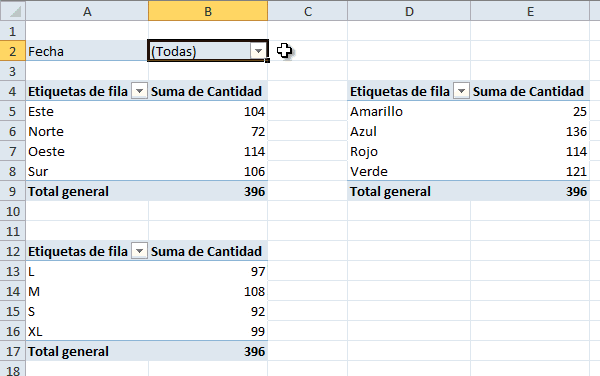 A B C D E
1
2 Fecha (Todas)
3
4 Etiquetas de fila Suma de Cantidad Etiquetas de fila Suma de Cantidad
5 Este 104 Amarillo 25
6 Norte 72 Azul 136
7 Oeste 114 Rojo 114
8 Sur 106 Verde 121
9 Total general 396 Total general 396
10
11
12 Etiquetas de fila Suma de Cantidad
13 L 97
14 M 108
15 S 92
16 XL 99
17 Total general 396
18